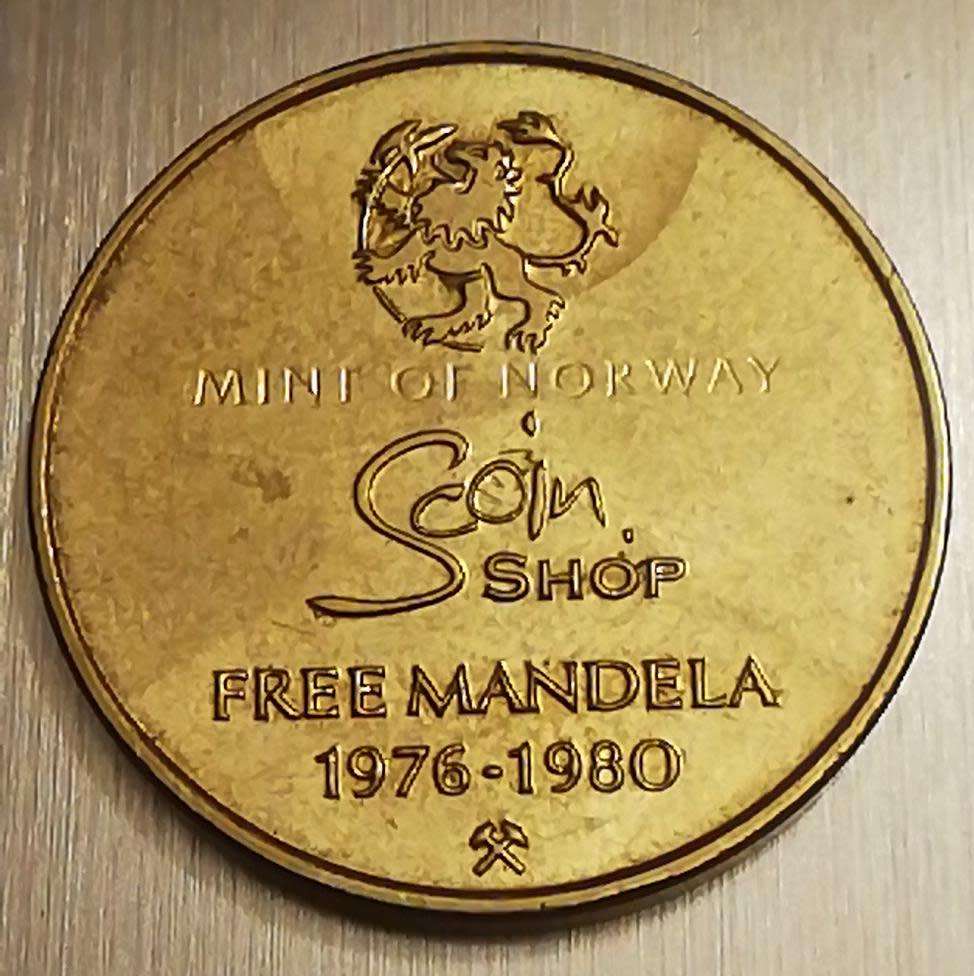 MINT OF NORWAY
Scoin
SHOP
FREE MANDELA
1976-1980